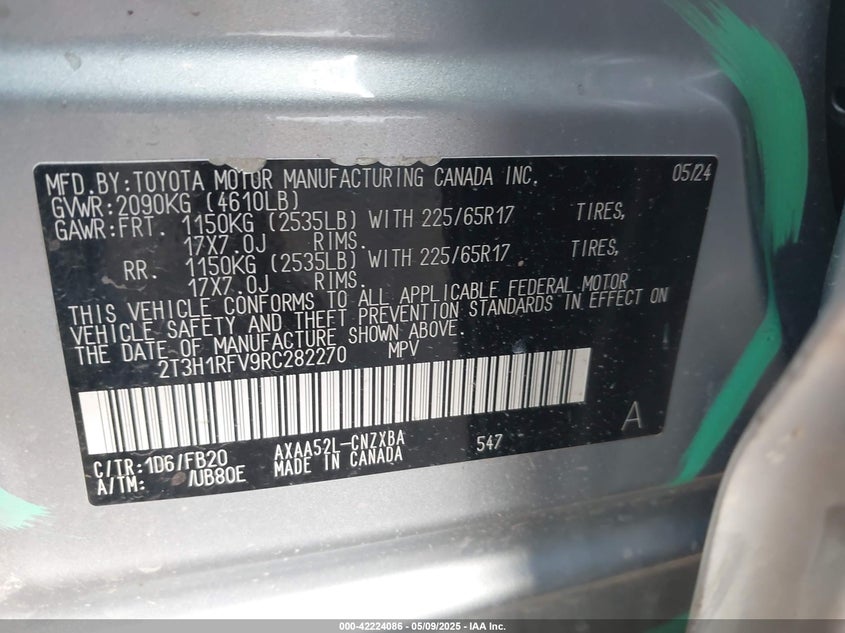 MFD.BY:TOYOTA MOTOR MANUFACTURING CANADA INC. 05/24
GVWR:2090KG (4610LB)
GAWR:FRT. 1150KG (2535LB) WITH 225/65R17 TIRES,
17X7.0J RIMS.
RR. 1150KG (2535LB) WITH 225/65R17 TIRES,
17X7.0J RIMS.
THIS VEHICLE CONFORMS TO ALL APPLICABLE FEDERAL MOTOR
VEHICLE SAFETY AND THEFT PREVENTION STANDARDS IN EFFECT ON
THE DATE OF MANUFACTURE SHOWN ABOVE.
2T3H1RFV9RC282270 MPV
A
C/TR:1D6/FB20 AXAA52L-CNZXBA 547
A/TM: /UB80E MADE IN CANADA
000-42224086 - 05/09/2025 - IAA Inc.